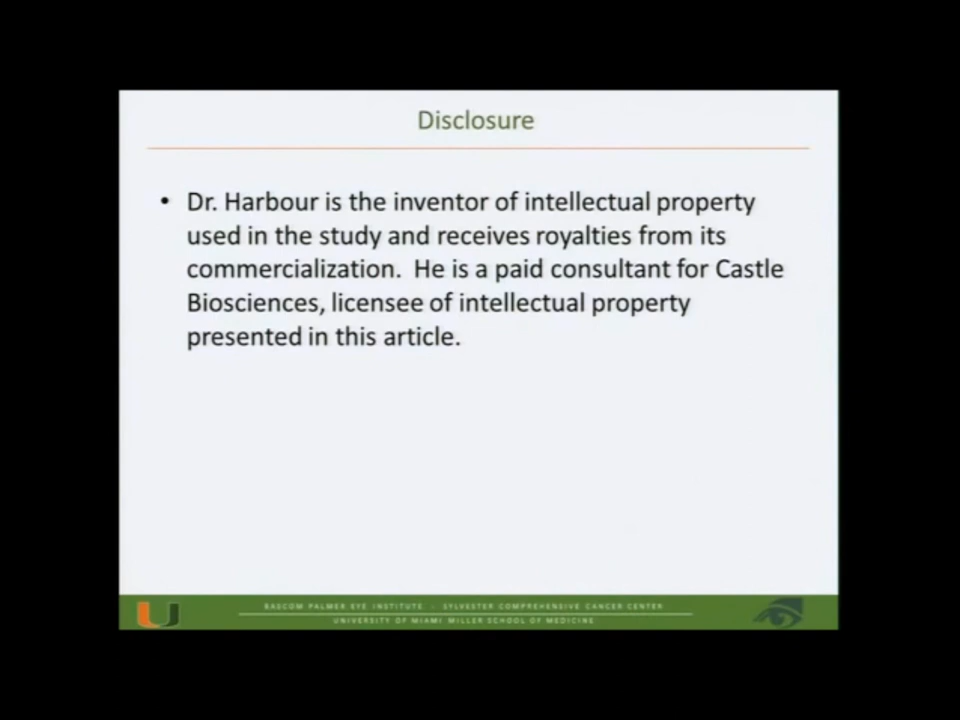 Disclosure
• Dr. Harbour is the inventor of intellectual property
used in the study and receives royalties from its
commercialization.  He is a paid consultant for Castle
Biosciences, licensee of intellectual property
presented in this article.
BASCOM PALMER EYE INSTITUTE - SYLVESTER COMPREHENSIVE CANCER CENTER
UNIVERSITY OF MIAMI MILLER SCHOOL OF MEDICINE
U